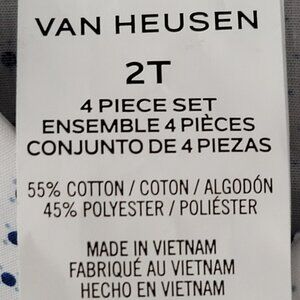 VAN HEUSEN
2T
4 PIECE SET
ENSEMBLE 4 PIÈCES
CONJUNTO DE 4 PIEZAS
55% COTTON / COTON / ALGODÓN
45% POLYESTER / POLIÉSTER
MADE IN VIETNAM
FABRIQUÉ AU VIETNAM
HECHO EN VIETNAM